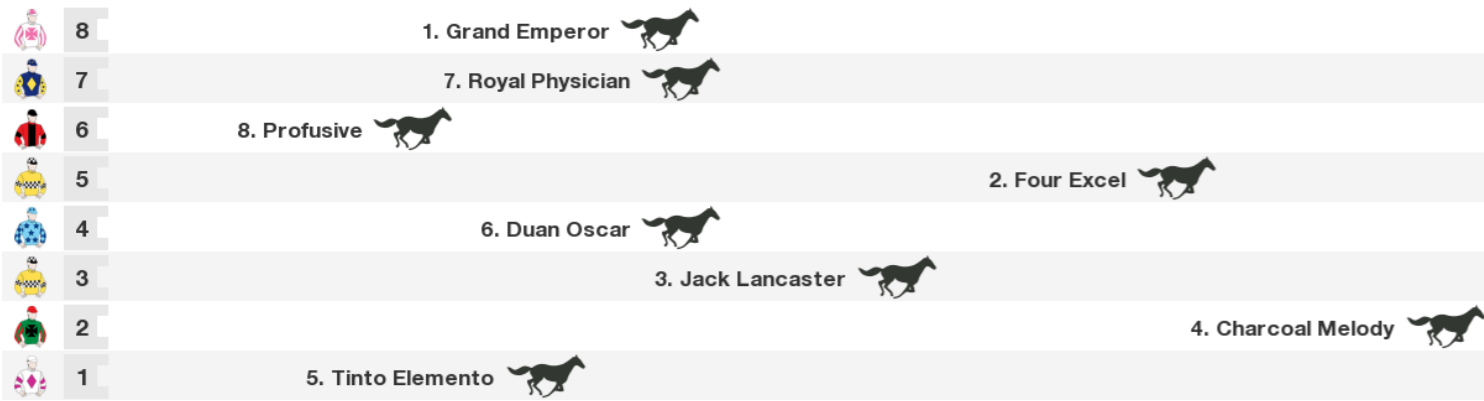 8 1. Grand Emperor
7 7. Royal Physician
6 8. Profusive
5 2. Four Excel
4 6. Duan Oscar
3 3. Jack Lancaster
2 4. Charcoal Melody
1 5. Tinto Elemento